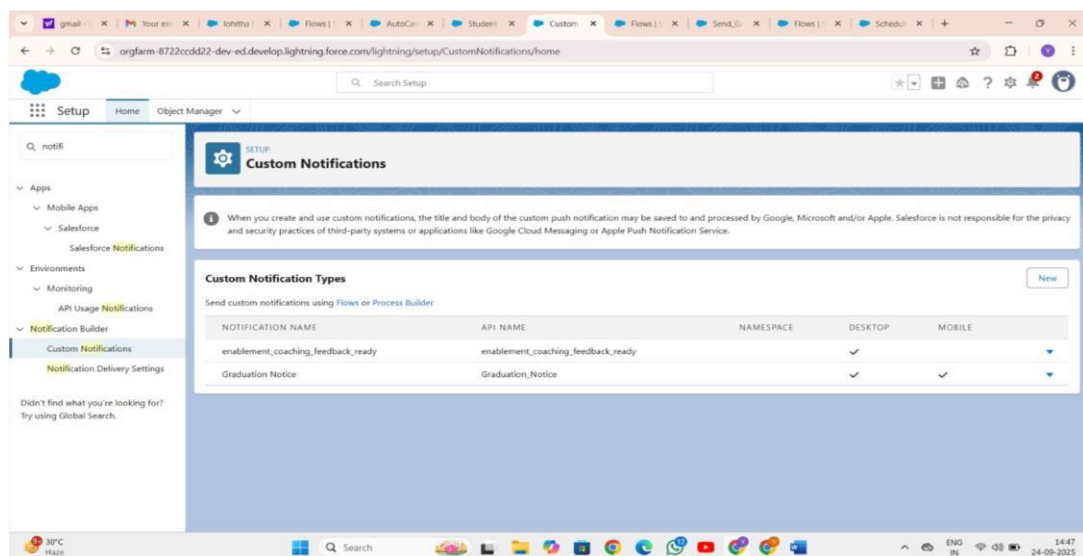 gmail -
Your ex
lohitha |
Flows | S
AutoCal
Student
Custom
Flows | S
Send_E
Flows | S
Schedul
orgfarm-8722ccdd22-dev-ed.develop.lightning.force.com/lightning/setup/CustomNotifications/home
Search Setup
Setup
Home
Object Manager
notifi
Apps
Mobile Apps
Salesforce
Salesforce Notifications
Environments
Monitoring
API Usage Notifications
Notification Builder
Custom Notifications
Notification Delivery Settings
Didn't find what you're looking for?
Try using Global Search.
SETUP
Custom Notifications
When you create and use custom notifications, the title and body of the custom push notification may be saved to and processed by Google, Microsoft and/or Apple. Salesforce is not responsible for the privacy
and security practices of third-party systems or applications like Google Cloud Messaging or Apple Push Notification Service.
Custom Notification Types
New
Send custom notifications using Flows or Process Builder
NOTIFICATION NAME API NAME NAMESPACE DESKTOP MOBILE
enablement_coaching_feedback_ready enablement_coaching_feedback_ready
Graduation Notice Graduation_Notice
30°C
Haze
Search
ENG
IN
14:47
24-09-2025